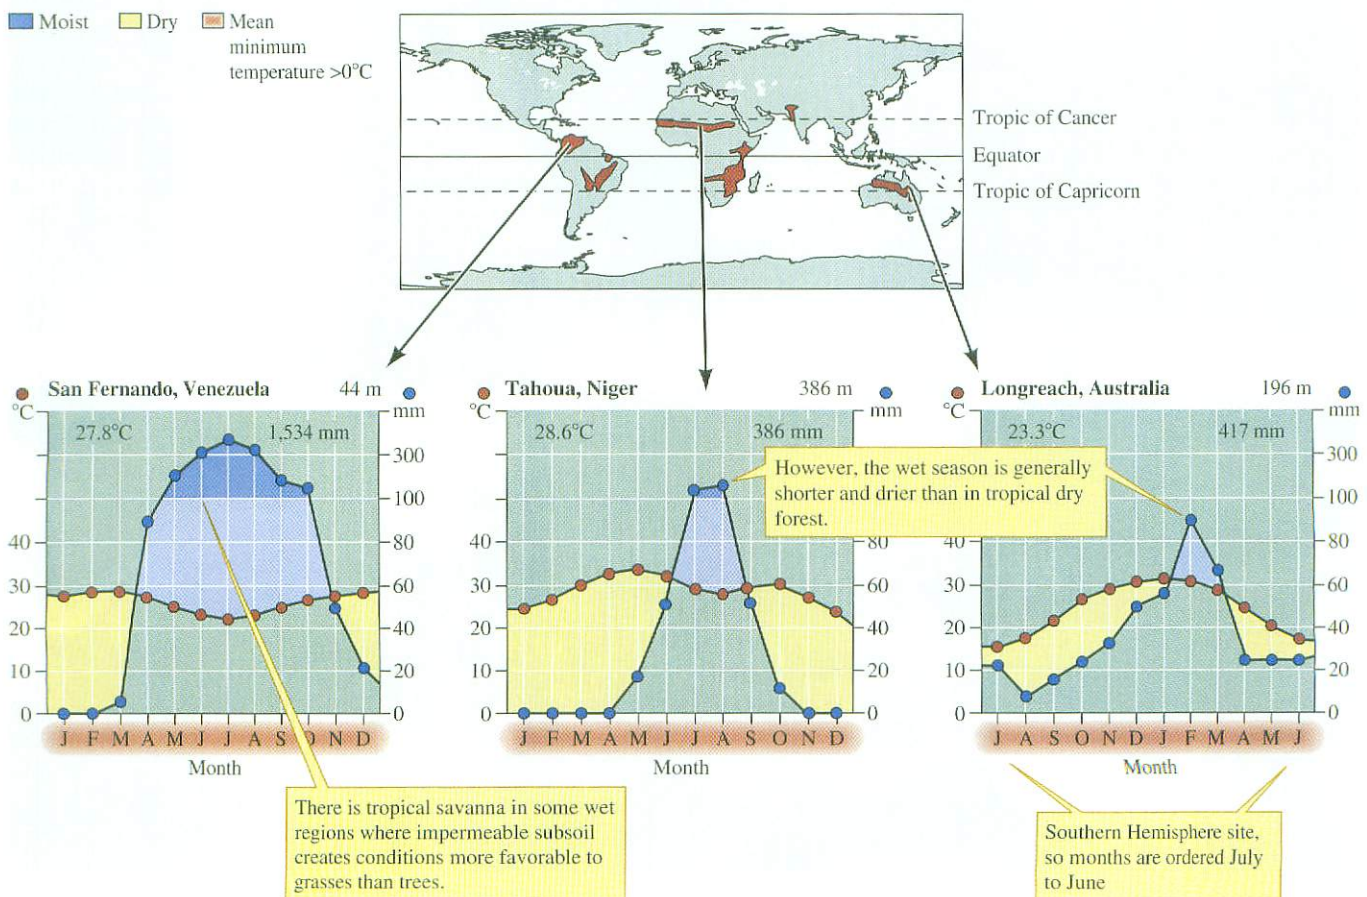 Moist
Dry
Mean
minimum
temperature >0°C
Tropic of Cancer
Equator
Tropic of Capricorn
San Fernando, Venezuela 44 m
°C mm
27.8°C 1,534 mm
300
100
40 80
30 60
20 40
10 20
0 0
J F M A M J J A S O N D
Month
Tahoua, Niger 386 m
°C mm
28.6°C 386 mm
40 80
30 60
20 40
10 20
0 0
J F M A M J J A S O N D
Month
Longreach, Australia 196 m
°C mm
23.3°C 417 mm
300
100
40 80
30 60
20 40
10 20
0 0
J A S O N D J F M A M J
Month
However, the wet season is generally
shorter and drier than in tropical dry
forest.
There is tropical savanna in some wet
regions where impermeable subsoil
creates conditions more favorable to
grasses than trees.
Southern Hemisphere site,
so months are ordered July
to June